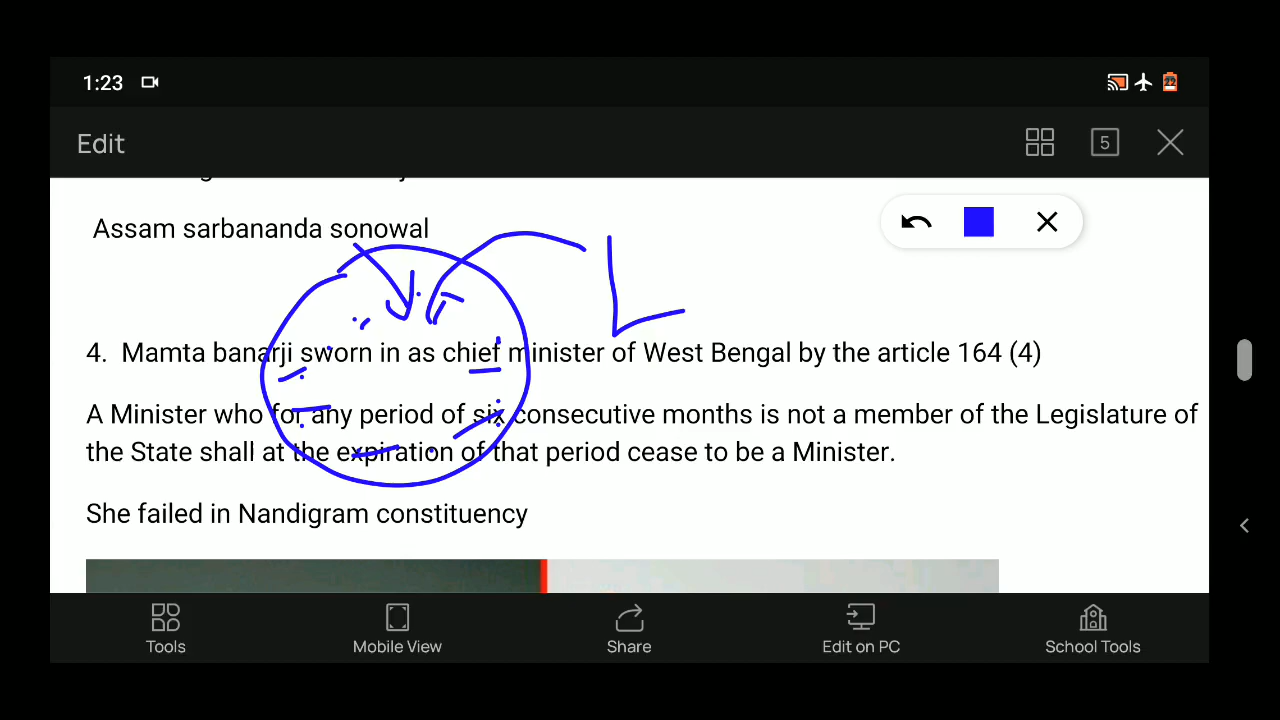 1:23
22
Edit
5
Assam sarbananda sonowal
L
4. Mamta banarji sworn in as chief minister of West Bengal by the article 164 (4)
A Minister who for any period of six consecutive months is not a member of the Legislature of
the State shall at the expiration of that period cease to be a Minister.
She failed in Nandigram constituency
Tools
Mobile View
Share
Edit on PC
School Tools